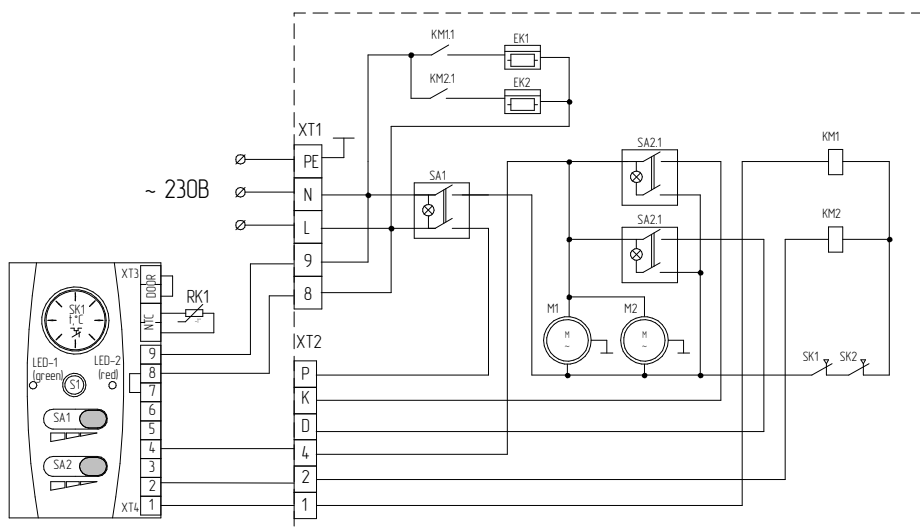 KM1.1
EK1
KM2.1
EK2
XT1
PE
~ 230В
N
L
9
8
SA1
SA2.1
SA2.1
KM1
KM2
M1
M
~
M2
M
~
SK1
SK2
XT2
P
K
D
4
2
1
XT3
DOOR
NTC
RK1
SK1
t,°C
LED-1
(green)
LED-2
(red)
S1
SA1
SA2
9
8
7
6
5
4
3
2
1
XT4